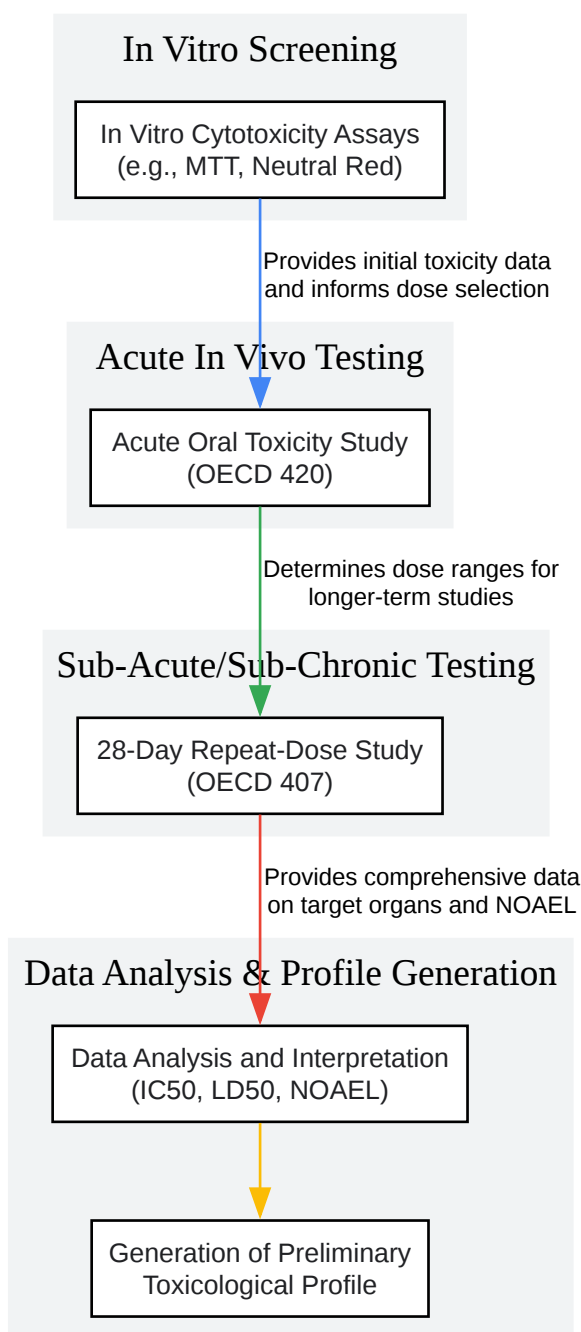 In Vitro Screening
In Vitro Cytotoxicity Assays
(e.g., MTT, Neutral Red)
Provides initial toxicity data
and informs dose selection
Acute In Vivo Testing
Acute Oral Toxicity Study
(OECD 420)
Determines dose ranges for
longer-term studies
Sub-Acute/Sub-Chronic Testing
28-Day Repeat-Dose Study
(OECD 407)
Provides comprehensive data
on target organs and NOAEL
Data Analysis & Profile Generation
Data Analysis and Interpretation
(IC50, LD50, NOAEL)
Generation of Preliminary
Toxicological Profile